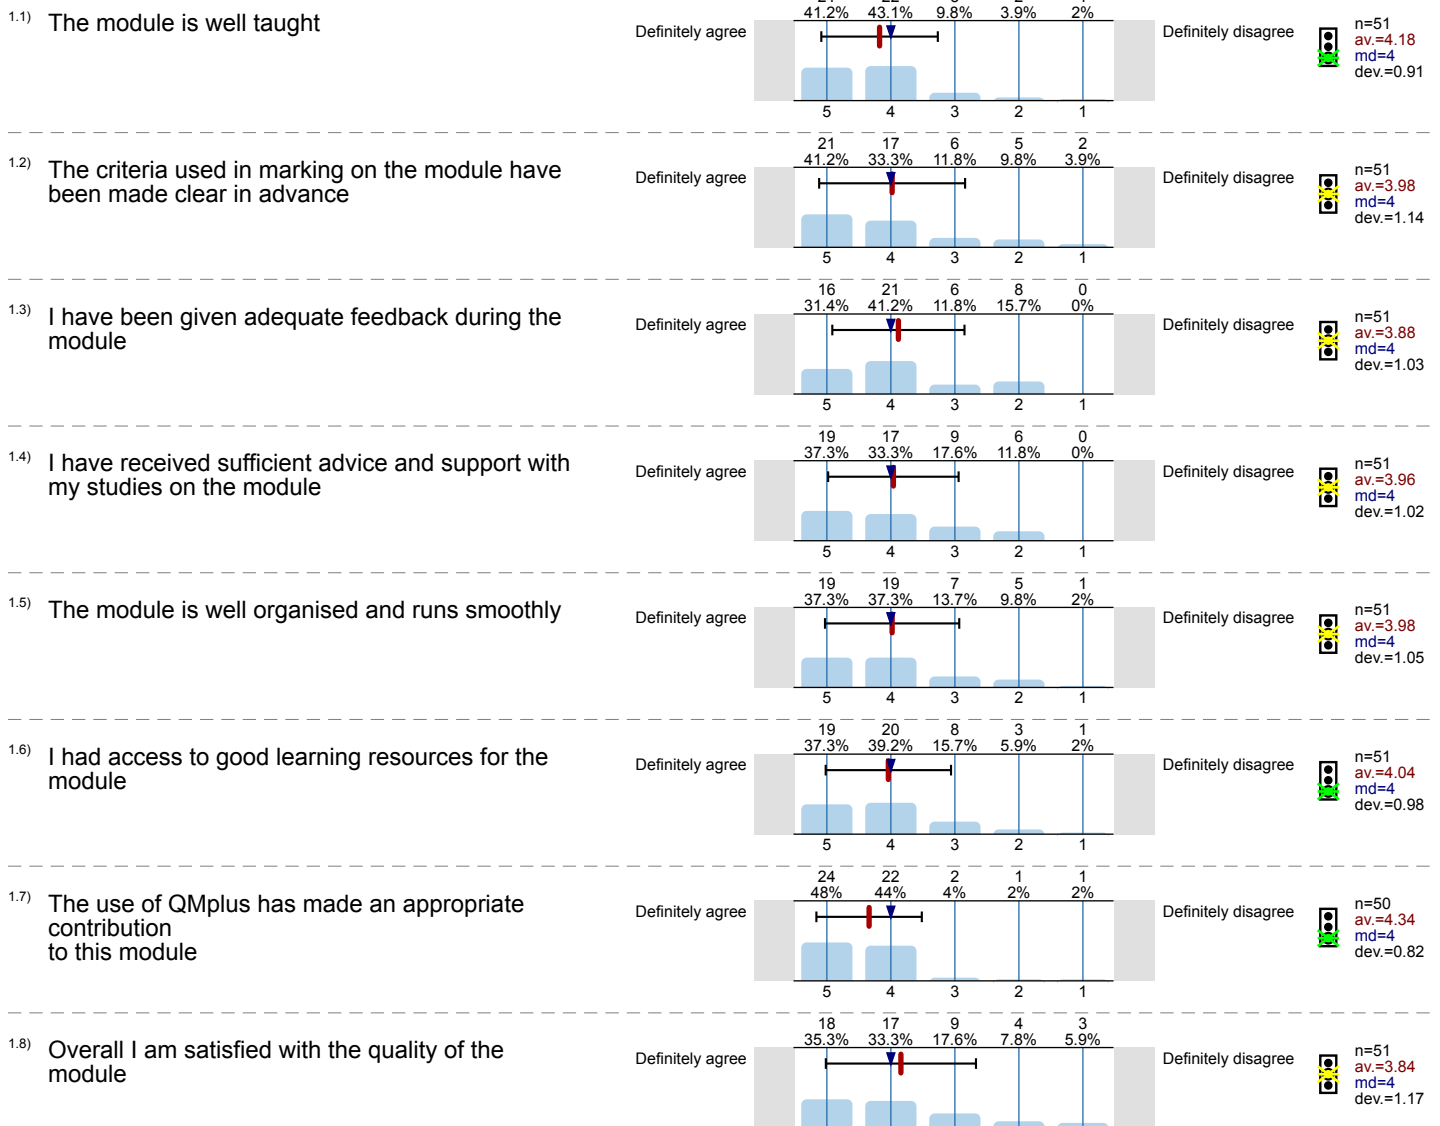 1.1) The module is well taught
Definitely agree
41.2% 43.1% 9.8% 3.9% 2%
5 4 3 2 1
Definitely disagree
n=51
av.=4.18
md=4
dev.=0.91
1.2) The criteria used in marking on the module have
been made clear in advance
Definitely agree
21 17 6 5 2
41.2% 33.3% 11.8% 9.8% 3.9%
5 4 3 2 1
Definitely disagree
n=51
av.=3.98
md=4
dev.=1.14
1.3) I have been given adequate feedback during the
module
Definitely agree
16 21 6 8 0
31.4% 41.2% 11.8% 15.7% 0%
5 4 3 2 1
Definitely disagree
n=51
av.=3.88
md=4
dev.=1.03
1.4) I have received sufficient advice and support with
my studies on the module
Definitely agree
19 17 9 6 0
37.3% 33.3% 17.6% 11.8% 0%
5 4 3 2 1
Definitely disagree
n=51
av.=3.96
md=4
dev.=1.02
1.5) The module is well organised and runs smoothly
Definitely agree
19 19 7 5 1
37.3% 37.3% 13.7% 9.8% 2%
5 4 3 2 1
Definitely disagree
n=51
av.=3.98
md=4
dev.=1.05
1.6) I had access to good learning resources for the
module
Definitely agree
19 20 8 3 1
37.3% 39.2% 15.7% 5.9% 2%
5 4 3 2 1
Definitely disagree
n=51
av.=4.04
md=4
dev.=0.98
1.7) The use of QMplus has made an appropriate
contribution
to this module
Definitely agree
24 22 2 1 1
48% 44% 4% 2% 2%
5 4 3 2 1
Definitely disagree
n=50
av.=4.34
md=4
dev.=0.82
1.8) Overall I am satisfied with the quality of the
module
Definitely agree
18 17 9 4 3
35.3% 33.3% 17.6% 7.8% 5.9%
Definitely disagree
n=51
av.=3.84
md=4
dev.=1.17